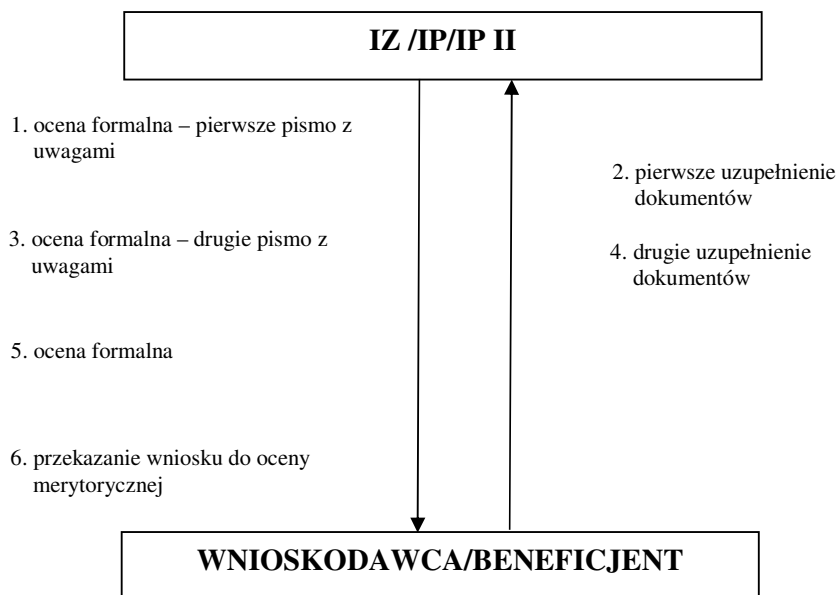 IZ /IP/IP II
1. ocena formalna – pierwsze pismo z
uwagami
2. pierwsze uzupełnienie
dokumentów
3. ocena formalna – drugie pismo z
uwagami
4. drugie uzupełnienie
dokumentów
5. ocena formalna
6. przekazanie wniosku do oceny
merytorycznej
WNIOSKODAWCA/BENEFICJENT